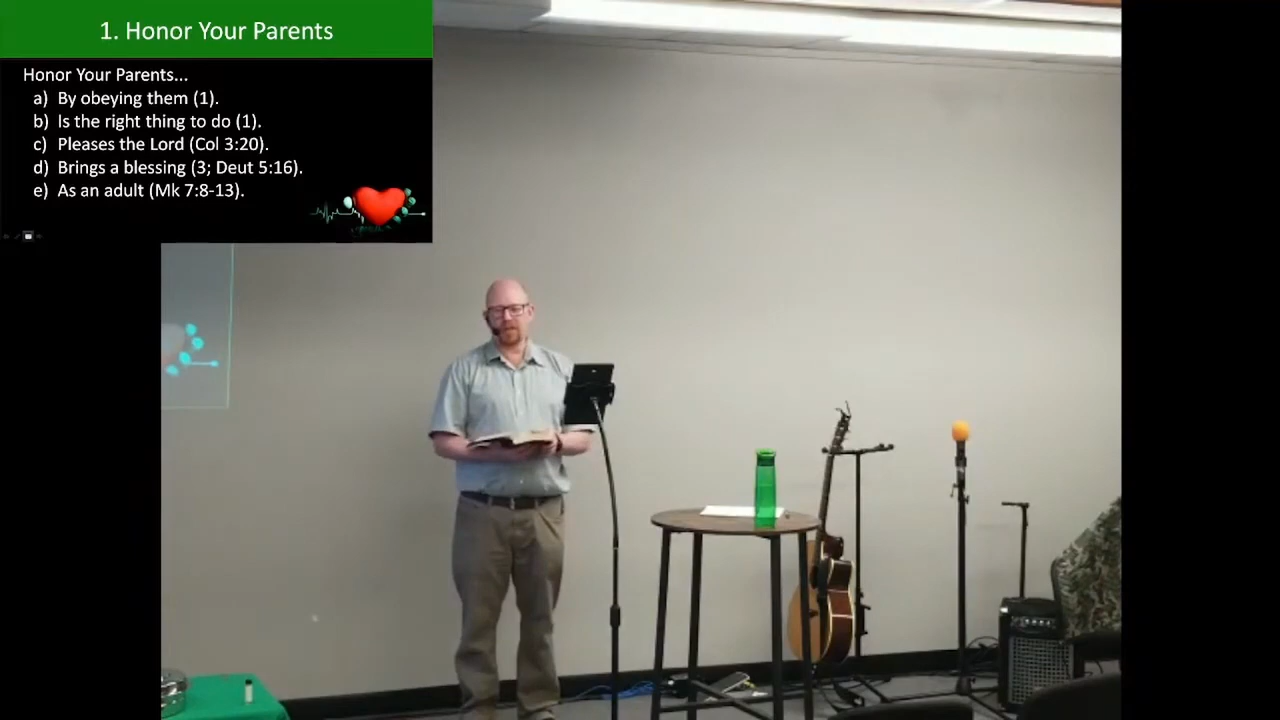 1. Honor Your Parents
Honor Your Parents...
a) By obeying them (1).
b) Is the right thing to do (1).
c) Pleases the Lord (Col 3:20).
d) Brings a blessing (3; Deut 5:16).
e) As an adult (Mk 7:8-13).